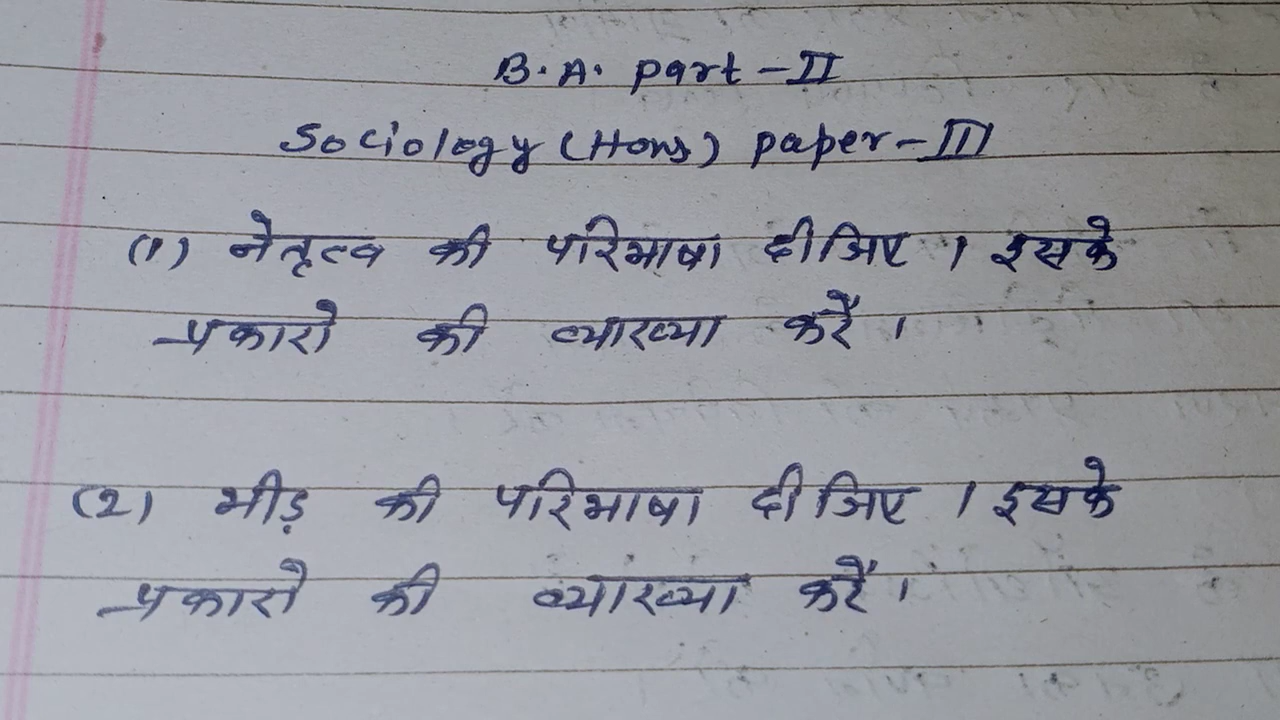 B.A. part-II
Sociology (Hons) paper-III
(1) नेतृत्व की परिभाषा दीजिए । इसके
प्रकारो की व्याख्या करें ।
(2) भीड़ की परिभाषा दीजिए । इसके
प्रकारो की व्याख्या करें ।